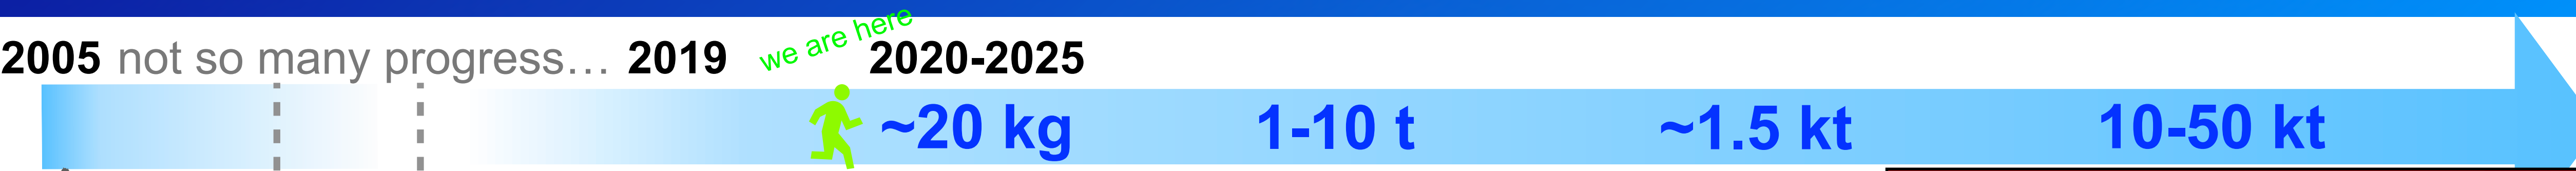 we are here
2005 not so many progress... 2019 2020-2025
~20 kg 1-10 t ~1.5 kt 10-50 kt